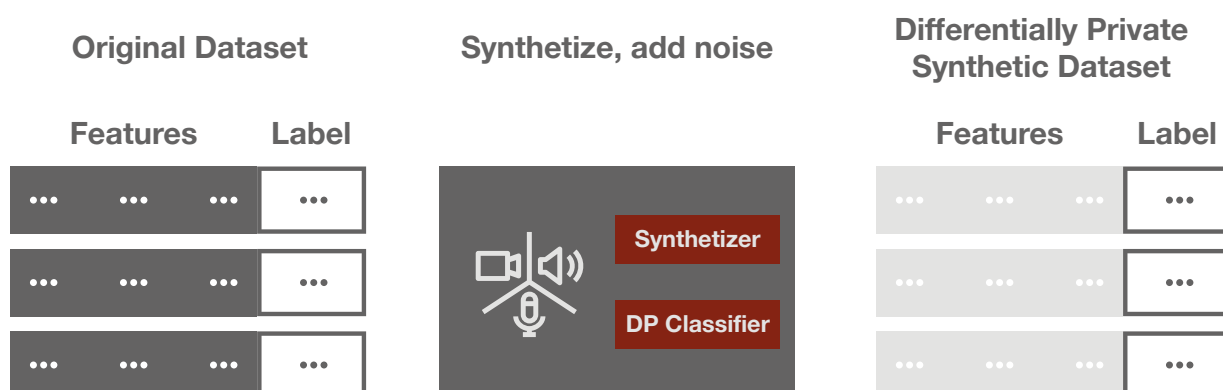 Original Dataset
Synthetize, add noise
Differentially Private
Synthetic Dataset
Features Label
Features Label
... ... ... ...
... ... ... ...
Synthetizer
... ... ... ...
... ... ... ...
DP Classifier
... ... ... ...
... ... ... ...